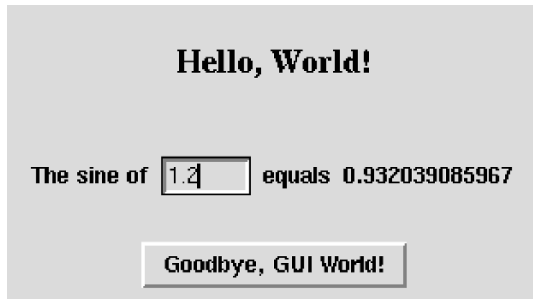 Hello, World!
The sine of 1.2 equals 0.932039085967
Goodbye, GUI World!